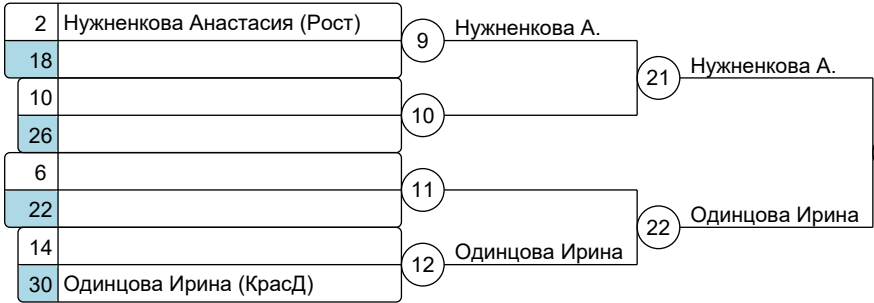 2 Нужненкова Анастасия (Рост)
18
9 Нужненкова А.
10
26
10
21 Нужненкова А.
6
22
11
14
30 Одинцова Ирина (КрасД)
12 Одинцова Ирина
22 Одинцова Ирина